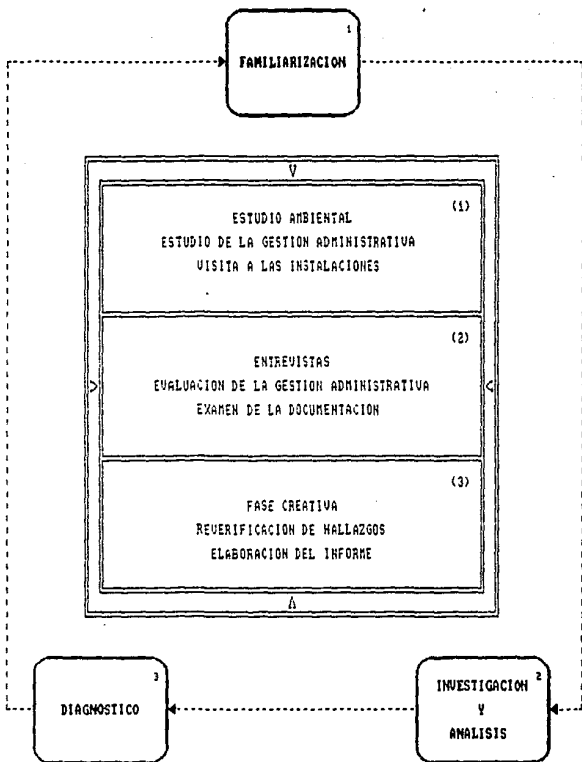 1
FAMILIARIZACION
V
(1)
ESTUDIO AMBIENTAL
ESTUDIO DE LA GESTION ADMINISTRATIVA
VISITA A LAS INSTALACIONES
(2)
ENTREVISTAS
> EVALUACION DE LA GESTION ADMINISTRATIVA <
EXAMEN DE LA DOCUMENTACION
(3)
FASE CREATIVA
REVERIFICACION DE HALLAZGOS
ELABORACION DEL INFORME
Λ
3
DIAGNOSTICO
INVESTIGACION 2
Y
ANALISIS